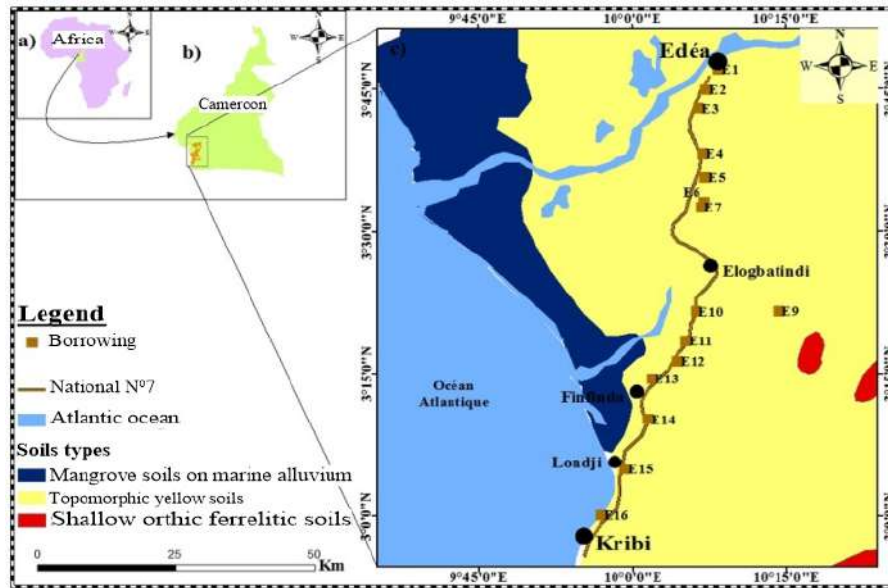 a)
Africa
N
W
E
S
b)
N
W
E
S
Cameroon
c)
9°45'0"E
10°0'0"E
10°15'0"E
N
W
E
S
Edéa
E1
E2
E3
E4
E5
E6
E7
Elogbatindi
E10
E9
E11
E12
E13
E14
Londji
E15
E16
Kribi
Océan
Atlantique
3°45'0"N
3°30'0"N
3°15'0"N
3°0'0"N
9°45'0"E
10°0'0"E
10°15'0"E
Legend
Borrowing
National Nº7
Atlantic ocean
Soils types
Mangrove soils on marine alluvium
Topomorphic yellow soils
Shallow orthic ferrelitic soils
0
25
50
Km